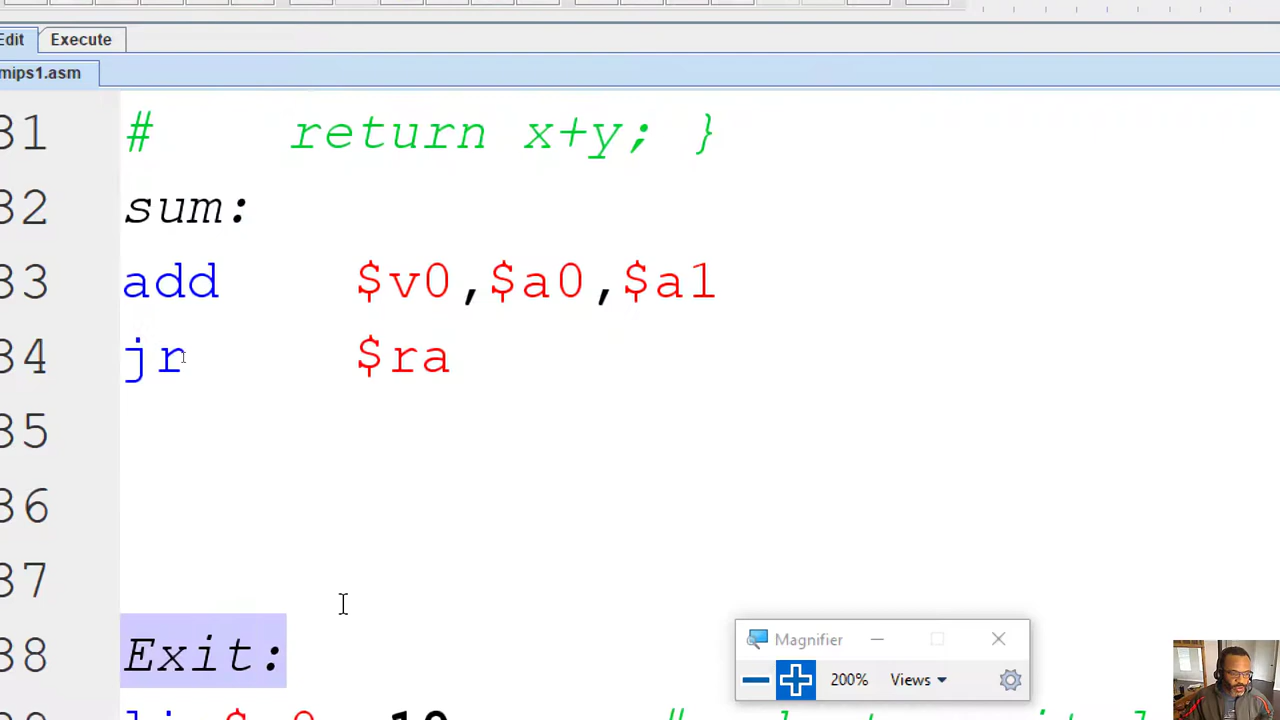 Edit Execute
mips1.asm
31 # return x+y; }
32 sum:
33 add $v0,$a0,$a1
34 jr $ra
35
36
37
38 Exit:
Magnifier
200% Views